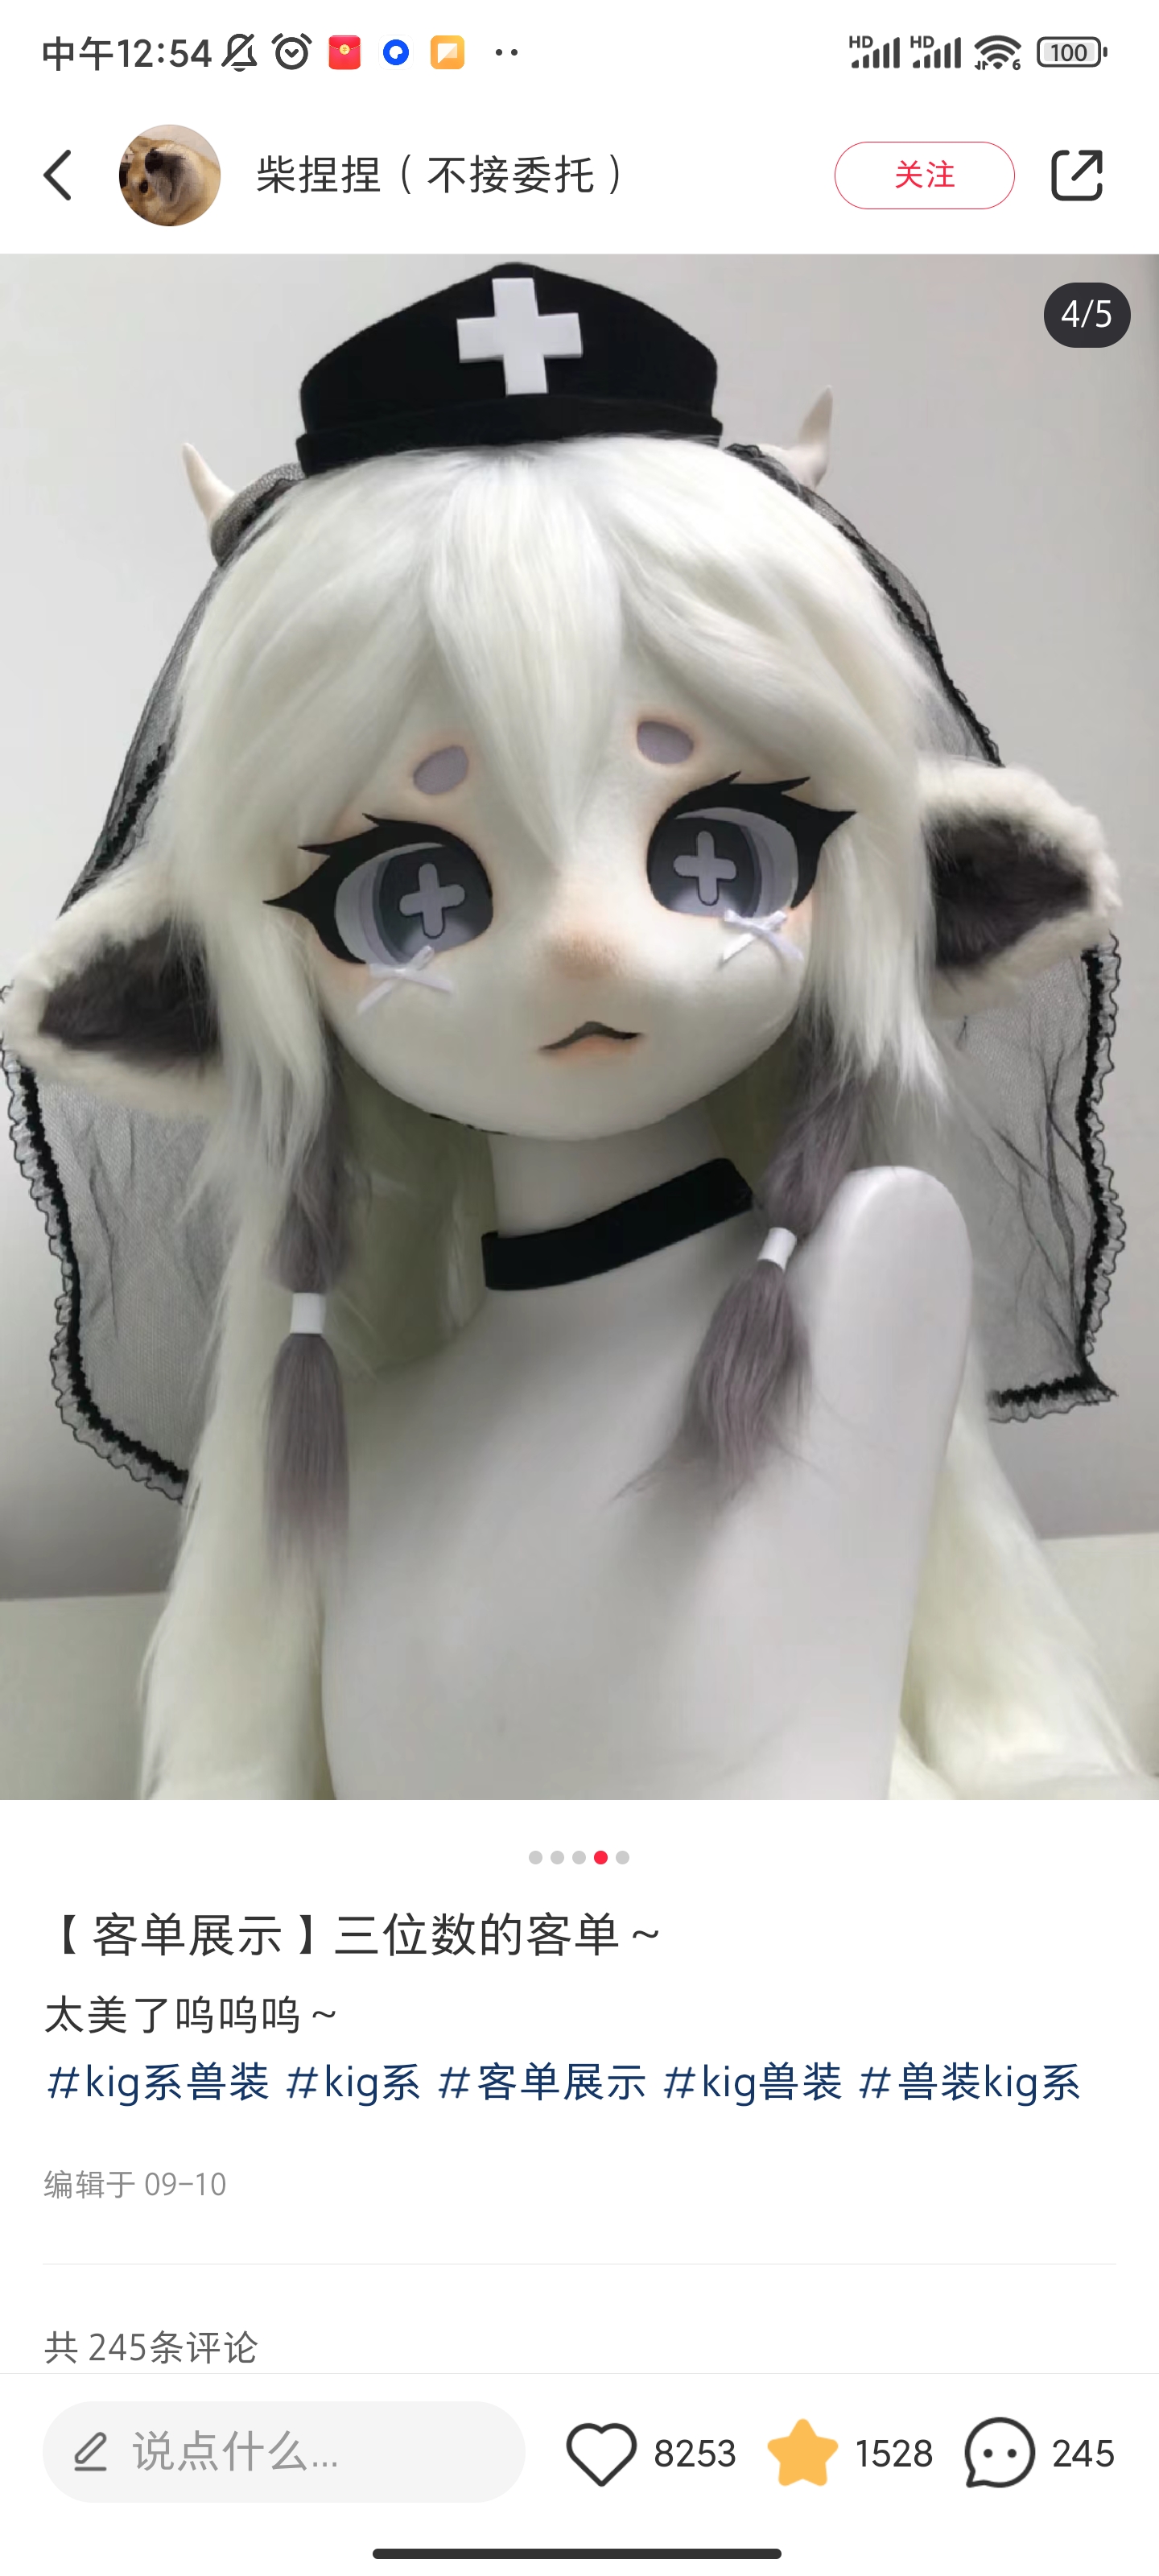 中午12:54
HD HD 6 100
柴捏捏（不接委托）
关注
4/5
【客单展示】三位数的客单~
太美了呜呜呜~
#kig系兽装 #kig系 #客单展示 #kig兽装 #兽装kig系
编辑于 09-10
共 245条评论
说点什么...
8253
1528
245